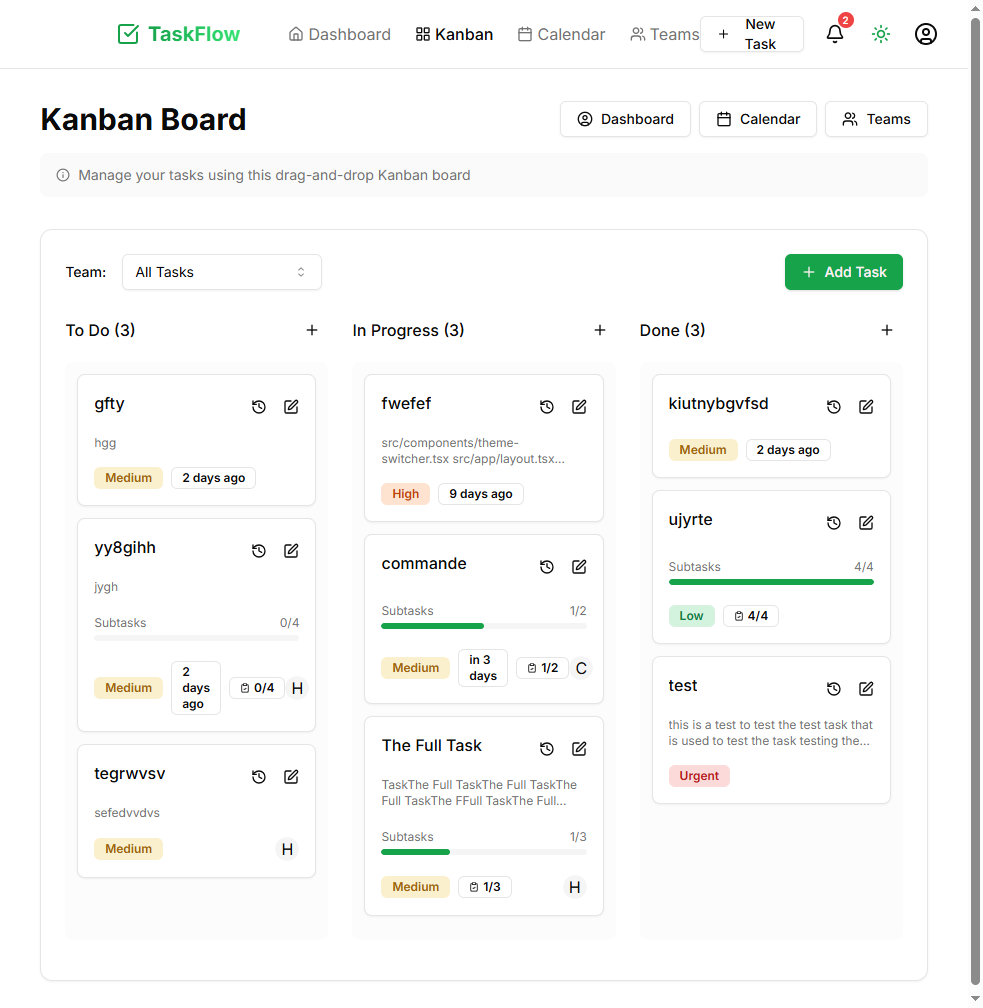 TaskFlow
Dashboard
Kanban
Calendar
Teams
New
Task
2
Kanban Board
Dashboard
Calendar
Teams
Manage your tasks using this drag-and-drop Kanban board
Team:
All Tasks
Add Task
To Do (3)
gfty
hgg
Medium
2 days ago
yy8gihh
jygh
Subtasks 0/4
Medium
2
days
ago
0/4
H
tegrwvsv
sefedvvdvs
Medium
H
In Progress (3)
fwefef
src/components/theme-
switcher.tsx src/app/layout.tsx...
High
9 days ago
commande
Subtasks 1/2
Medium
in 3
days
1/2
C
The Full Task
TaskThe Full TaskThe Full TaskThe
Full TaskThe FFull TaskThe Full...
Subtasks 1/3
Medium
1/3
H
Done (3)
kiutnybgvfsd
Medium
2 days ago
ujyrte
Subtasks 4/4
Low
4/4
test
this is a test to test the test task that
is used to test the task testing the...
Urgent